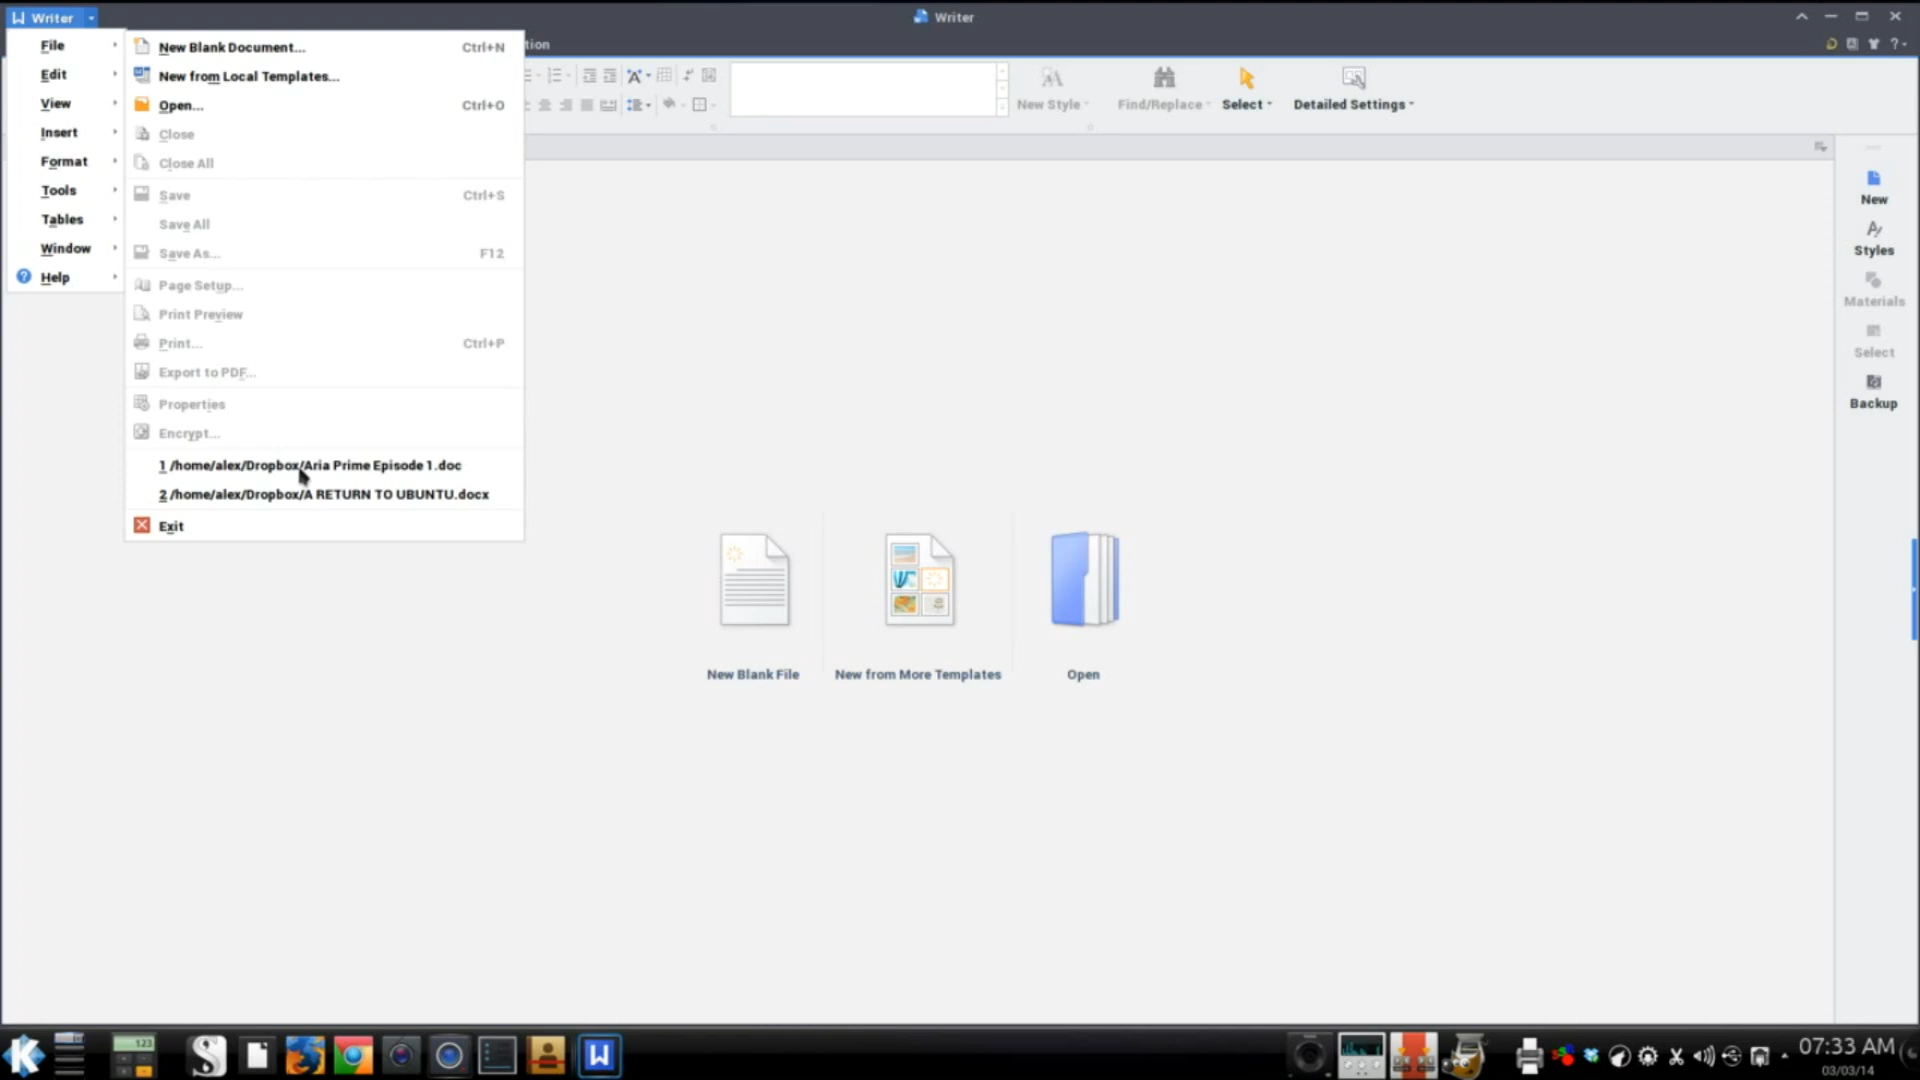 Writer
Writer
File
Edit
View
Insert
Format
Tools
Tables
Window
Help
New Blank Document... Ctrl+N
New from Local Templates...
Open... Ctrl+O
Close
Close All
Save Ctrl+S
Save All
Save As... F12
Page Setup...
Print Preview
Print... Ctrl+P
Export to PDF...
Properties
Encrypt...
1 /home/alex/Dropbox/Aria Prime Episode 1.doc
2 /home/alex/Dropbox/A RETURN TO UBUNTU.docx
Exit
tion
New Style
Find/Replace
Select
Detailed Settings
New
Styles
Materials
Select
Backup
New Blank File
New from More Templates
Open
123
07:33 AM
03/03/14